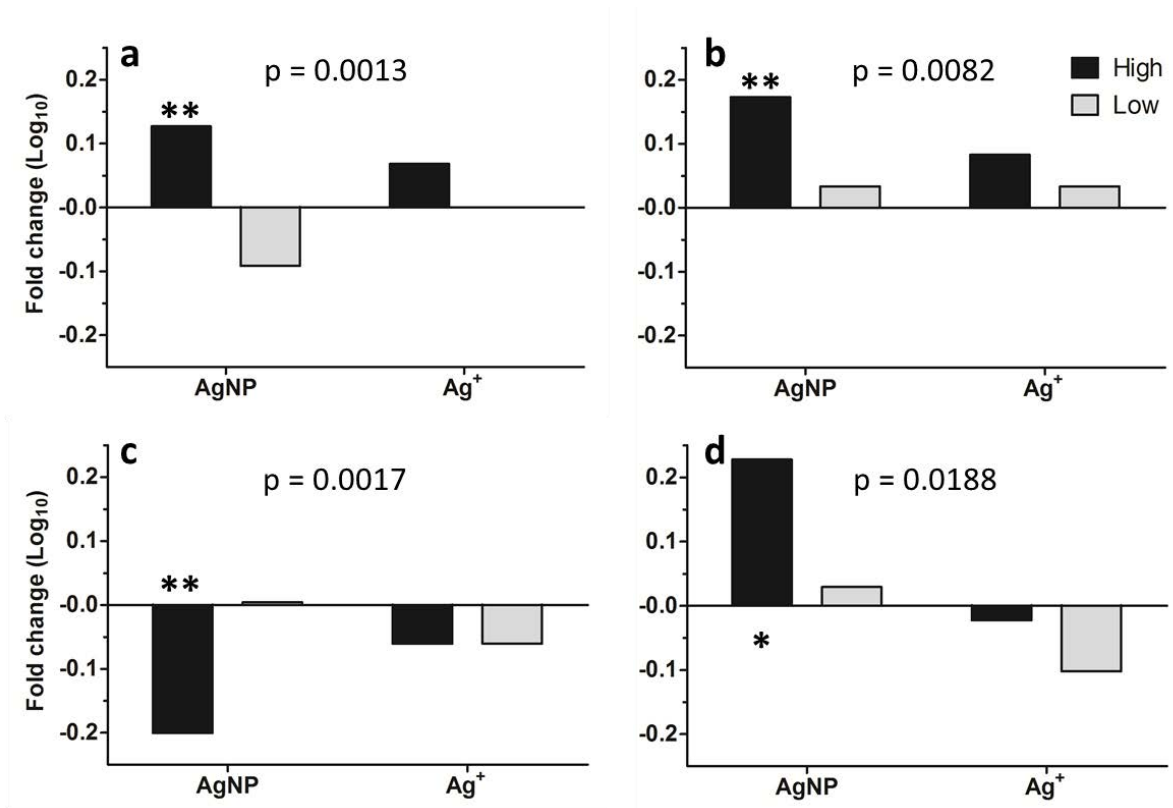 a
p = 0.0013
**
Fold change (Log10)
0.2
0.1
-0.0
-0.1
-0.2
AgNP
Ag+
b
p = 0.0082
**
High
Low
0.2
0.1
-0.0
-0.1
-0.2
AgNP
Ag+
c
p = 0.0017
**
Fold change (Log10)
0.2
0.1
-0.0
-0.1
-0.2
AgNP
Ag+
d
p = 0.0188
*
0.2
0.1
-0.0
-0.1
-0.2
AgNP
Ag+